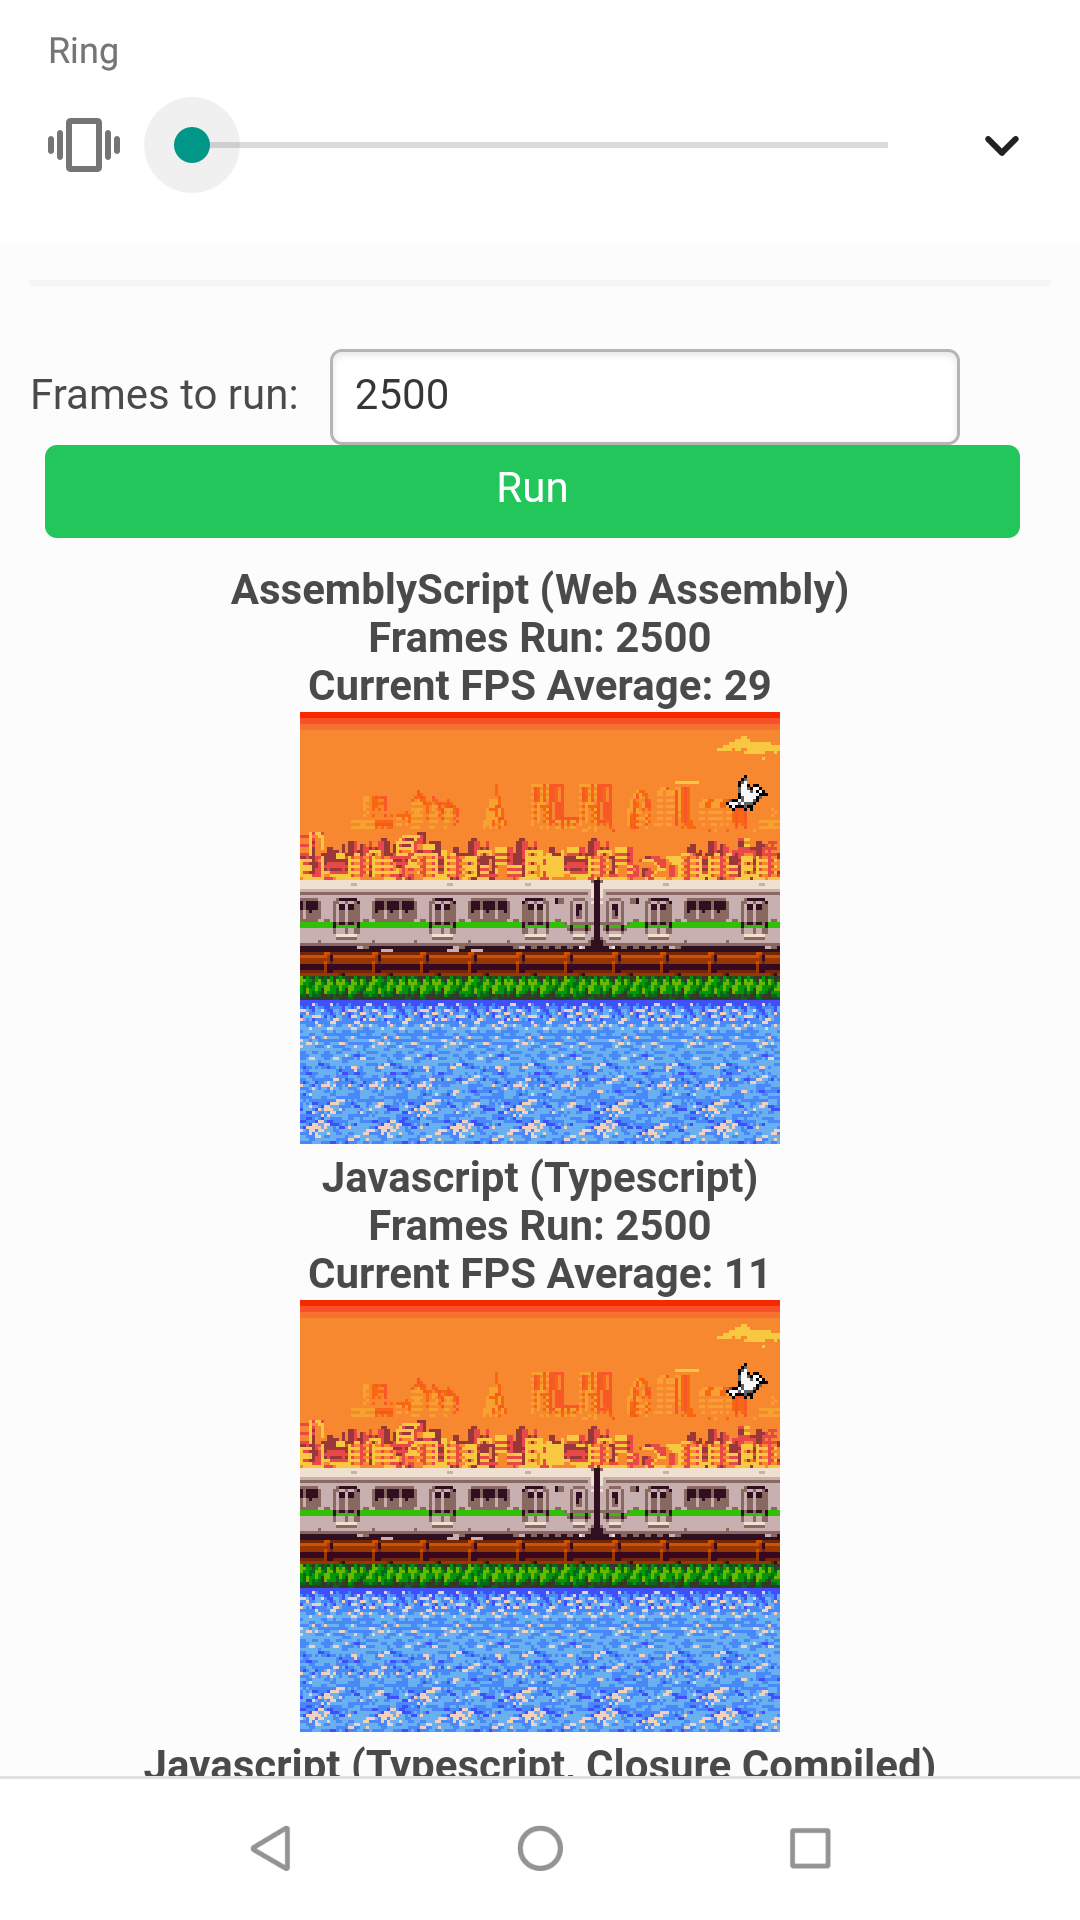 Ring
Frames to run: 2500
Run
AssemblyScript (Web Assembly)
Frames Run: 2500
Current FPS Average: 29
Javascript (Typescript)
Frames Run: 2500
Current FPS Average: 11
Javascript (Typescript, Closure Compiled)